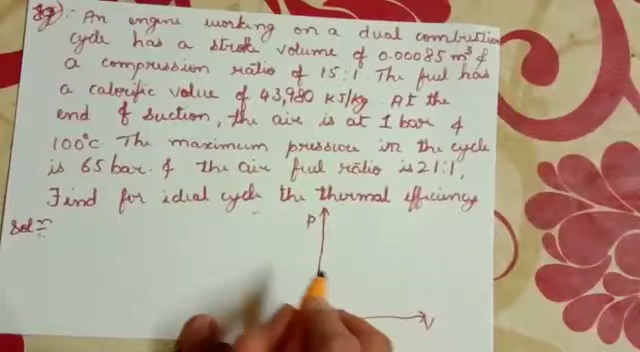 Eg):- An engine working on a dual combustion
cycle has a stroke volume of 0.00085 m³ &
a compression ratio of 15:1 The fuel has
a calorific value of 43,980 KJ/kg. At the
end of suction, the air is at 1 bar &
100°C The maximum pressure in the cycle
is 65 bar. & the air fuel ratio is 21:1,
Find for ideal cycle the thermal efficiency
Sol:-
P
V